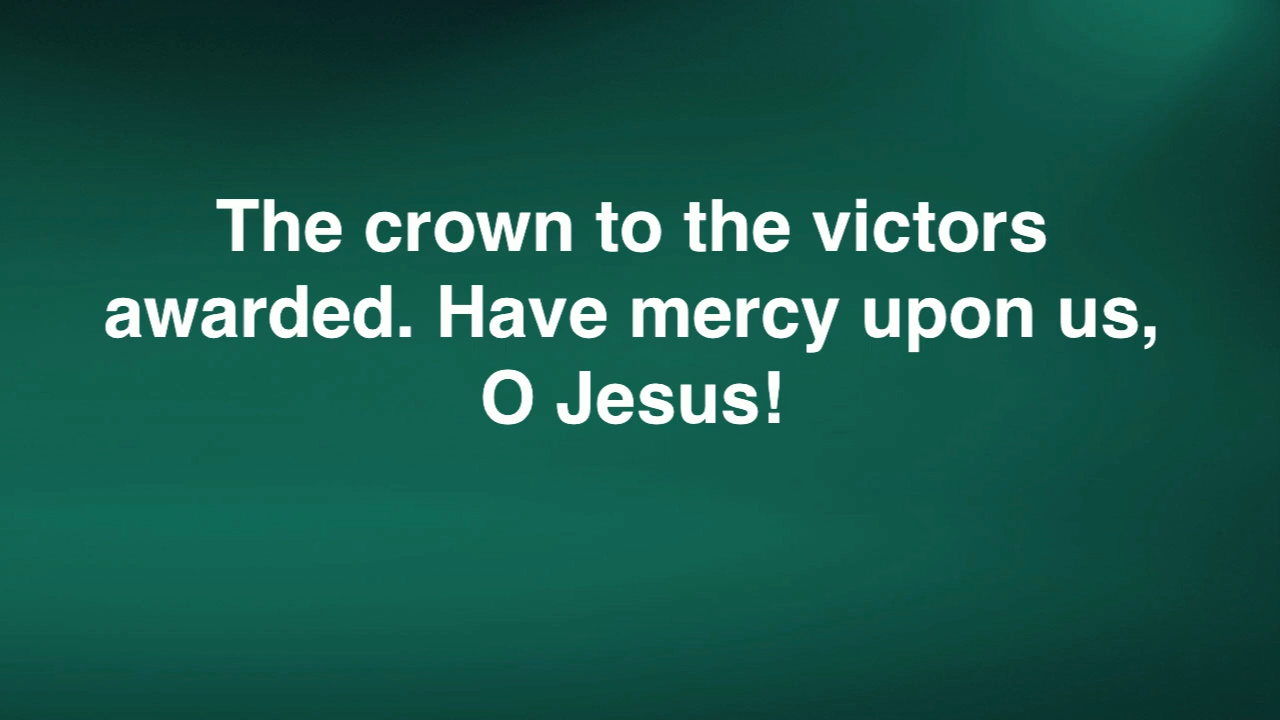 The crown to the victors
awarded. Have mercy upon us,
O Jesus!